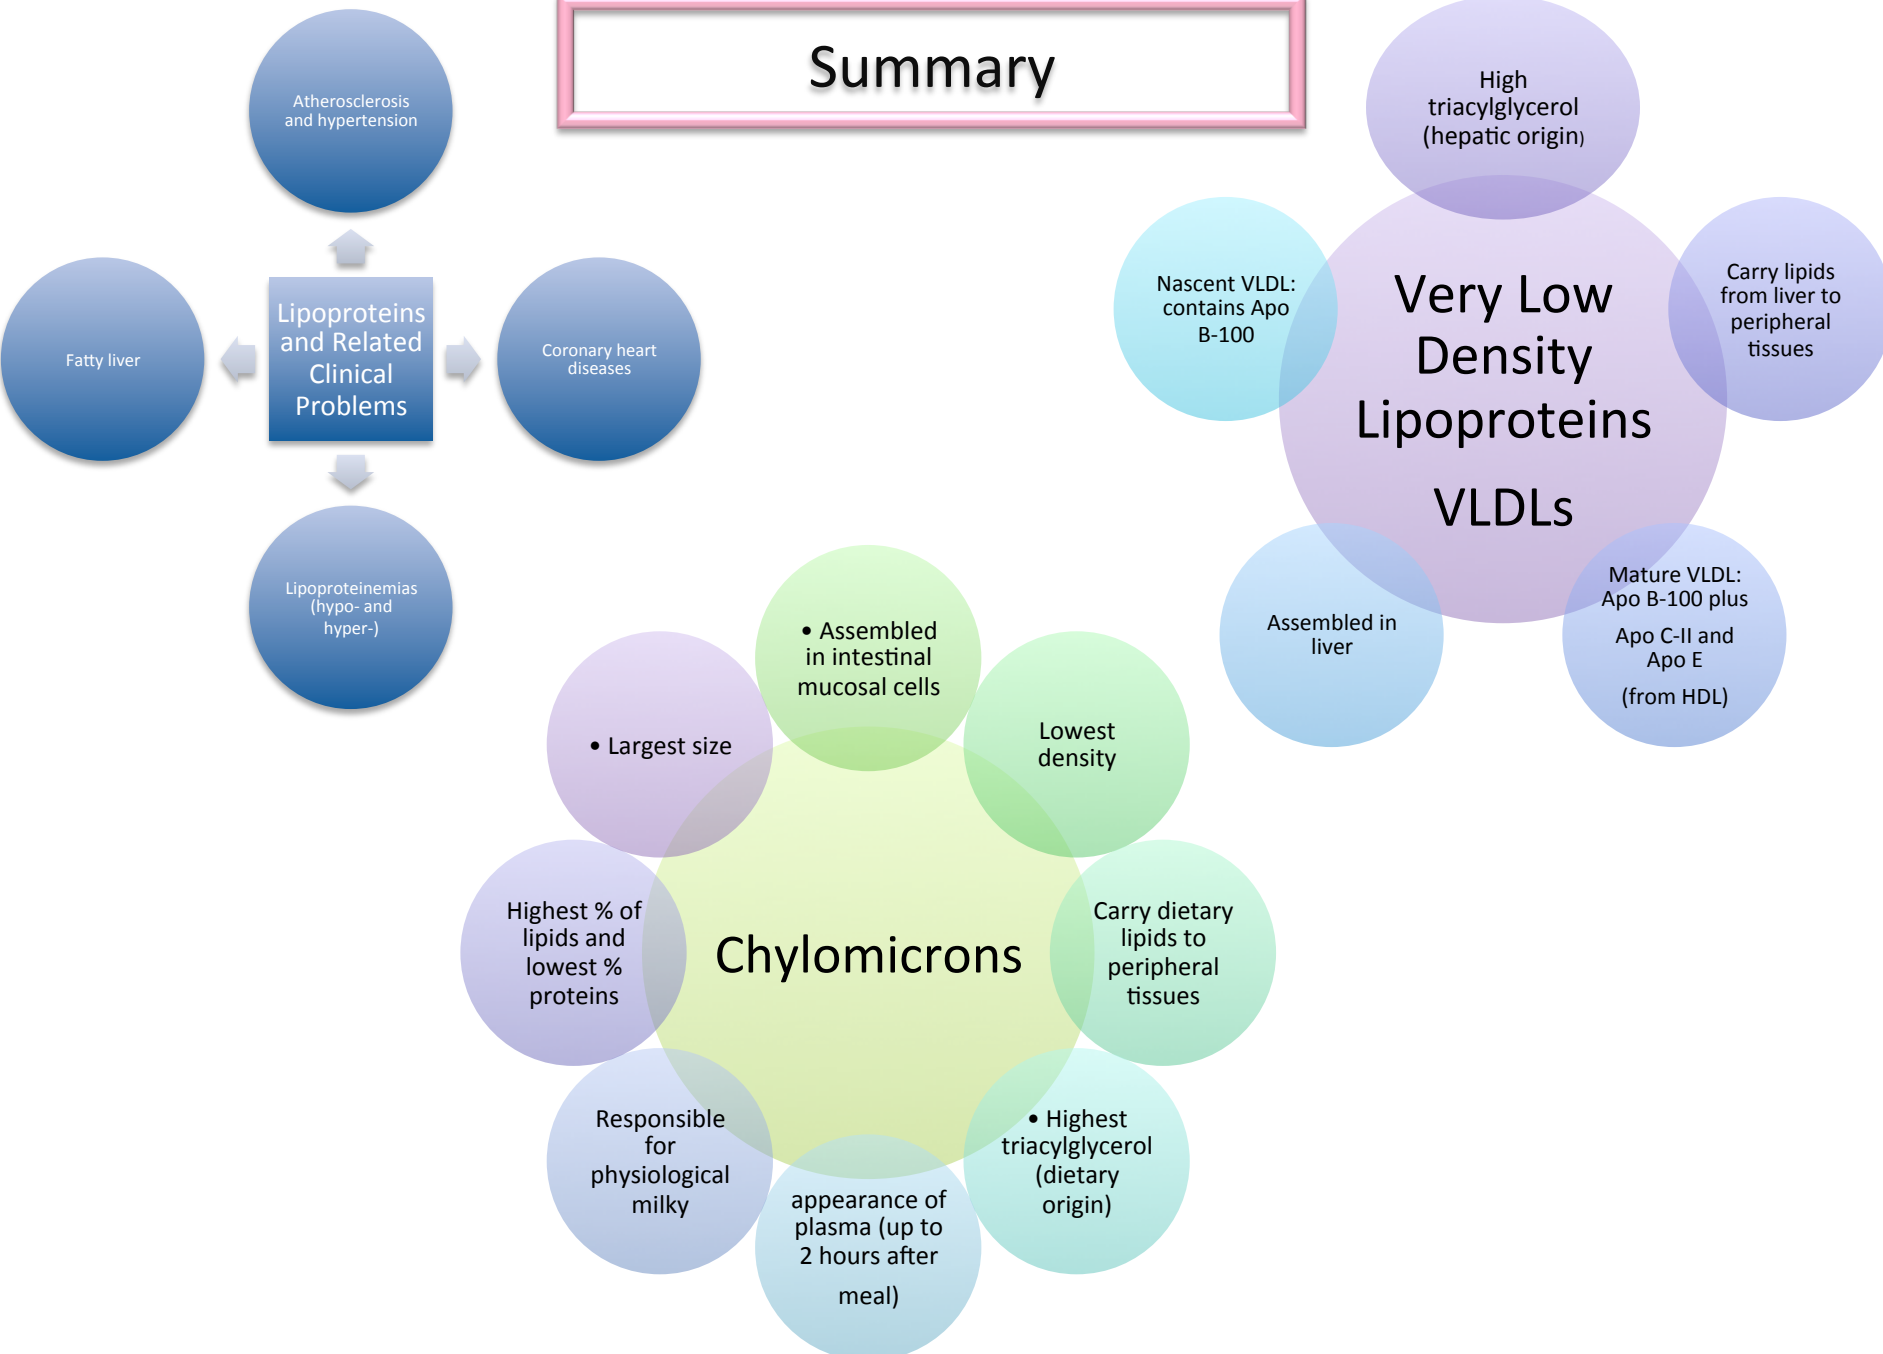 Summary
Atherosclerosis
and hypertension
Fatty liver
Lipoproteins
and Related
Clinical
Problems
Coronary heart
diseases
Lipoproteinemias
(hypo- and
hyper-)
High
triacylglycerol
(hepatic origin)
Nascent VLDL:
contains Apo
B-100
Very Low
Density
Lipoproteins
VLDLs
Carry lipids
from liver to
peripheral
tissues
Assembled in
liver
Mature VLDL:
Apo B-100 plus
Apo C-II and
Apo E
(from HDL)
• Assembled
in intestinal
mucosal cells
• Largest size
Lowest
density
Highest % of
lipids and
lowest %
proteins
Chylomicrons
Carry dietary
lipids to
peripheral
tissues
Responsible
for
physiological
milky
appearance of
plasma (up to
2 hours after
meal)
• Highest
triacylglycerol
(dietary
origin)